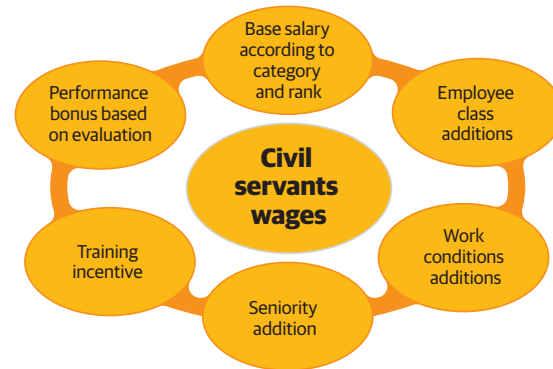 Base salary
according to
category
and rank
Employee
class
additions
Work
conditions
additions
Seniority
addition
Training
incentive
Performance
bonus based
on evaluation
Civil
servants
wages